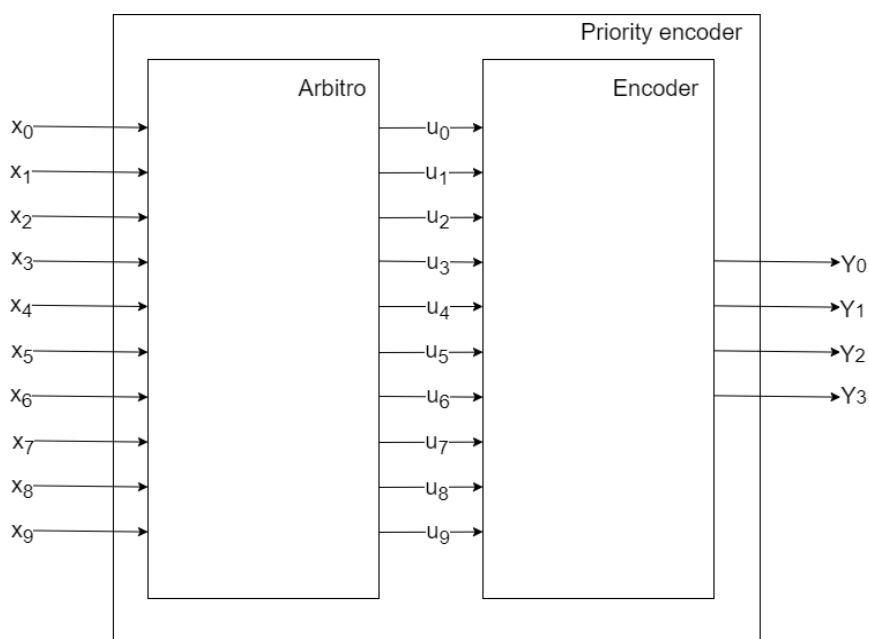 Priority encoder
Arbitro
Encoder
x0 u0
x1 u1
x2 u2
x3 u3 Y0
x4 u4 Y1
x5 u5 Y2
x6 u6 Y3
x7 u7
x8 u8
x9 u9